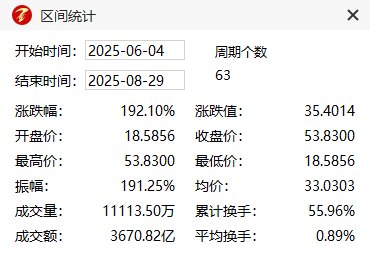 区间统计
开始时间: 2025-06-04 周期个数
结束时间: 2025-08-29 63
涨跌幅: 192.10% 涨跌值: 35.4014
开盘价: 18.5856 收盘价: 53.8300
最高价: 53.8300 最低价: 18.5856
振幅: 191.25% 均价: 33.0303
成交量: 11113.50万 累计换手: 55.96%
成交额: 3670.82亿 平均换手: 0.89%